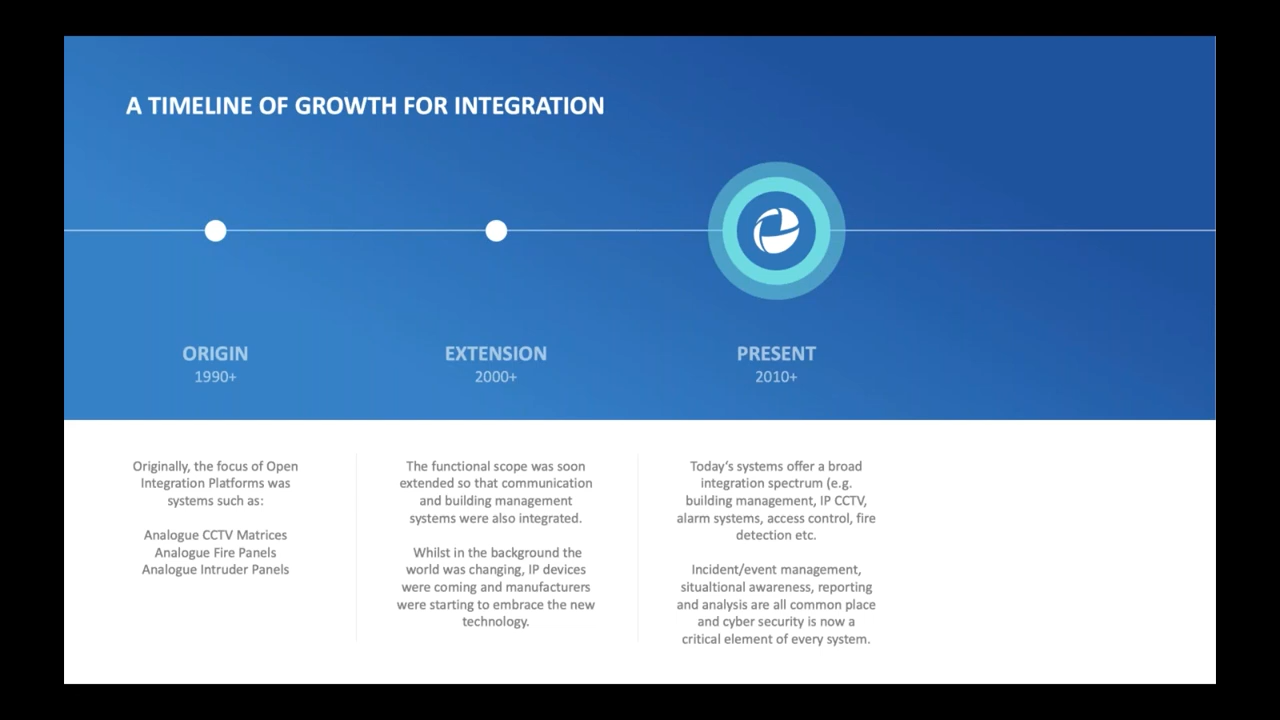 A TIMELINE OF GROWTH FOR INTEGRATION
ORIGIN
1990+
EXTENSION
2000+
PRESENT
2010+
Originally, the focus of Open
Integration Platforms was
systems such as:
Analogue CCTV Matrices
Analogue Fire Panels
Analogue Intruder Panels
The functional scope was soon
extended so that communication
and building management
systems were also integrated.
Whilst in the background the
world was changing, IP devices
were coming and manufacturers
were starting to embrace the new
technology.
Today's systems offer a broad
integration spectrum (e.g.
building management, IP CCTV,
alarm systems, access control, fire
detection etc.
Incident/event management,
situaltional awareness, reporting
and analysis are all common place
and cyber security is now a
critical element of every system.